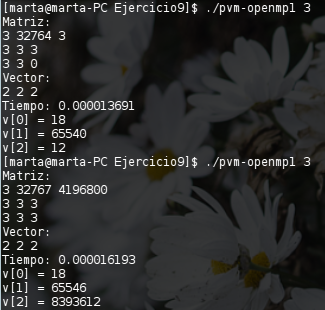 [marta@marta-PC Ejercicio9]$ ./pvm-openmp1 3
Matriz:
3 32764 3
3 3 3
3 3 0
Vector:
2 2 2
Tiempo: 0.000013691
v[0] = 18
v[1] = 65540
v[2] = 12
[marta@marta-PC Ejercicio9]$ ./pvm-openmp1 3
Matriz:
3 32767 4196800
3 3 3
3 3 3
Vector:
2 2 2
Tiempo: 0.000016193
v[0] = 18
v[1] = 65546
v[2] = 8393612